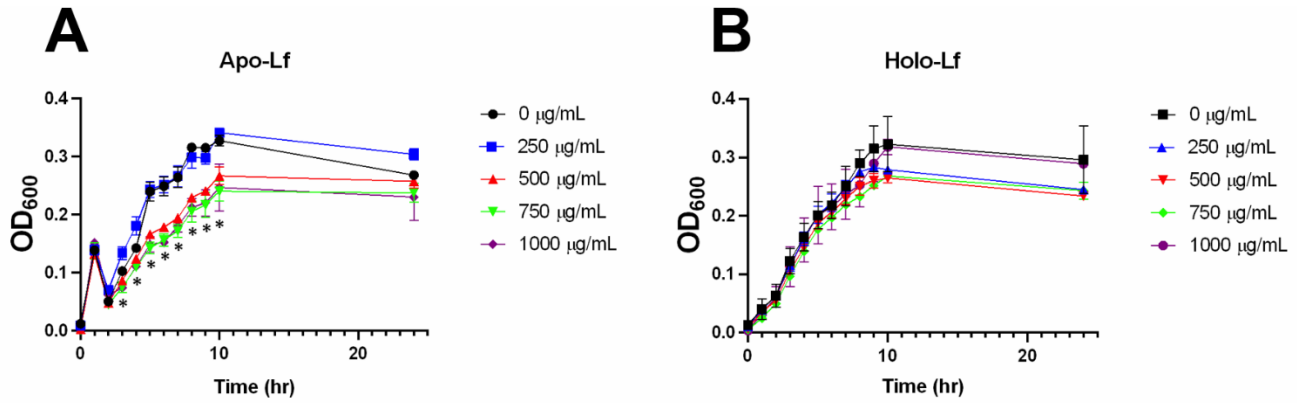 A
Apo-Lf
OD600
0.4
0.3
0.2
0.1
0.0
0
10
20
Time (hr)
0 μg/mL
250 μg/mL
500 μg/mL
750 μg/mL
1000 μg/mL
* * * * * * * *
B
Holo-Lf
OD600
0.4
0.3
0.2
0.1
0.0
0
10
20
Time (hr)
0 μg/mL
250 μg/mL
500 μg/mL
750 μg/mL
1000 μg/mL